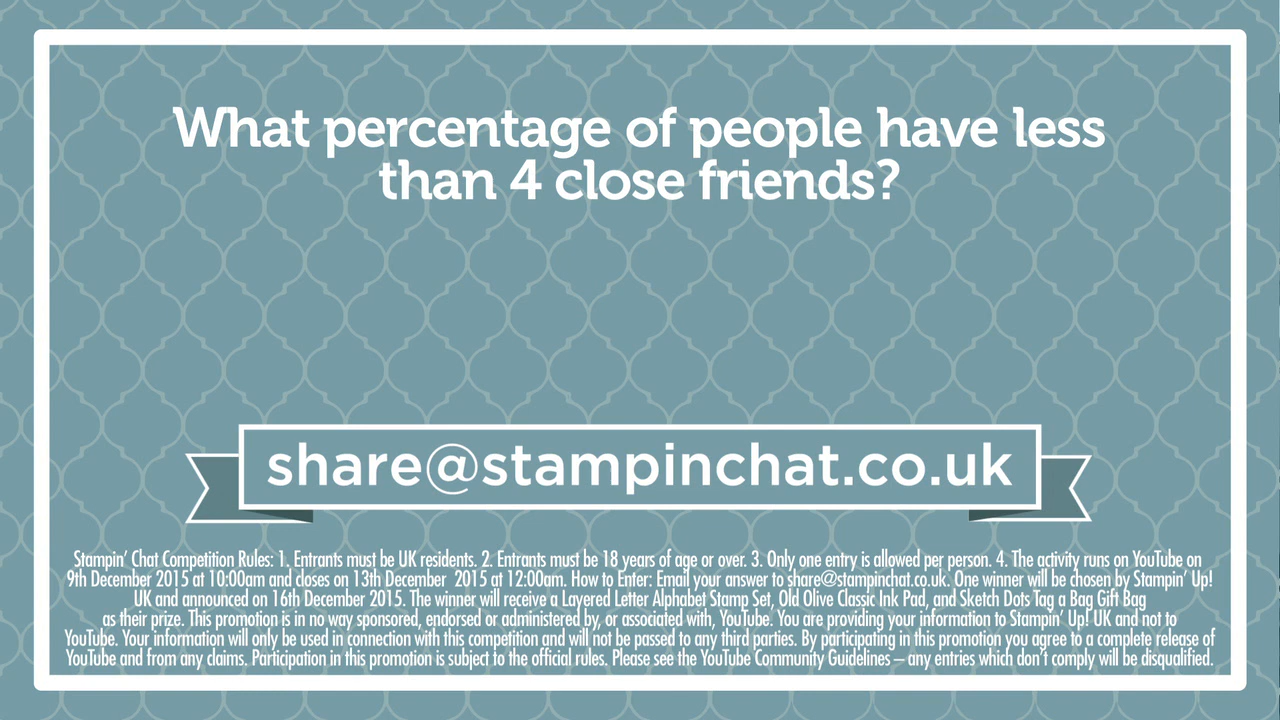 What percentage of people have less
than 4 close friends?
share@stampinchat.co.uk
Stampin' Chat Competition Rules: 1. Entrants must be UK residents. 2. Entrants must be 18 years of age or over. 3. Only one entry is allowed per person. 4. The activity runs on YouTube on
9th December 2015 at 10:00am and closes on 13th December 2015 at 12:00am. How to Enter: Email your answer to share@stampinchat.co.uk. One winner will be chosen by Stampin' Up!
UK and announced on 16th December 2015. The winner will receive a Layered Letter Alphabet Stamp Set, Old Olive Classic Ink Pad, and Sketch Dots Tag a Bag Gift Bag
as their prize. This promotion is in no way sponsored, endorsed or administered by, or associated with, YouTube. You are providing your information to Stampin' Up! UK and not to
YouTube. Your information will only be used in connection with this competition and will not be passed to any third parties. By participating in this promotion you agree to a complete release of
YouTube and from any claims. Participation in this promotion is subject to the official rules. Please see the YouTube Community Guidelines – any entries which don't comply will be disqualified.